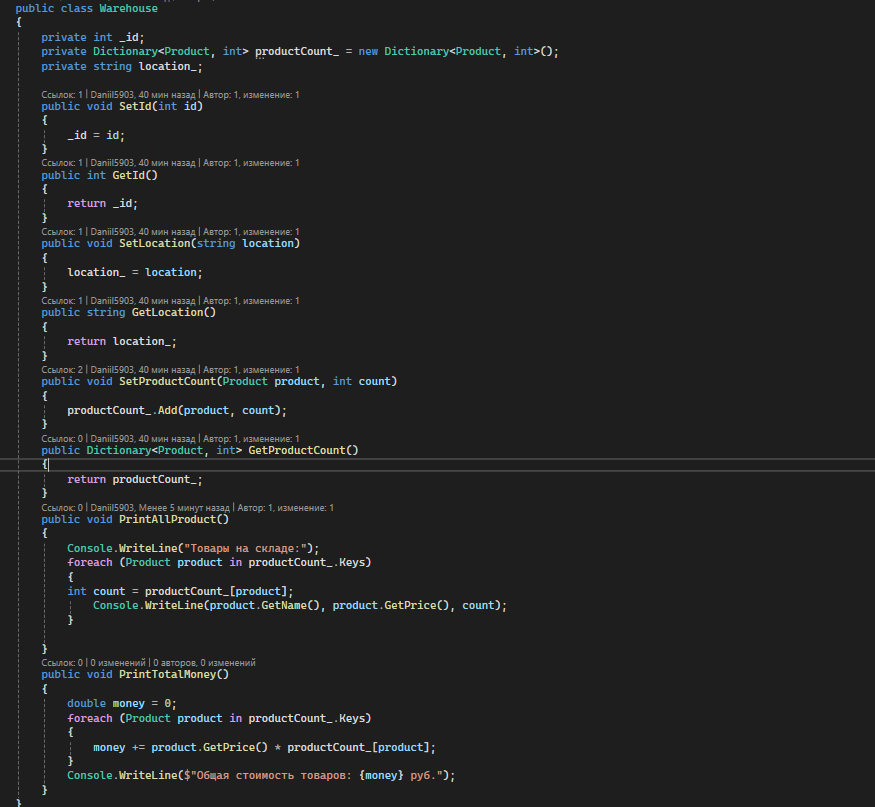 public class Warehouse
{
private int _id;
private Dictionary<Product, int> productCount_ = new Dictionary<Product, int>();
private string location_;
Ссылок: 1 | Daniil5903, 40 мин назад | Автор: 1, изменение: 1
public void SetId(int id)
{
_id = id;
}
Ссылок: 1 | Daniil5903, 40 мин назад | Автор: 1, изменение: 1
public int GetId()
{
return _id;
}
Ссылок: 1 | Daniil5903, 40 мин назад | Автор: 1, изменение: 1
public void SetLocation(string location)
{
location_ = location;
}
Ссылок: 1 | Daniil5903, 40 мин назад | Автор: 1, изменение: 1
public string GetLocation()
{
return location_;
}
Ссылок: 2 | Daniil5903, 40 мин назад | Автор: 1, изменение: 1
public void SetProductCount(Product product, int count)
{
productCount_.Add(product, count);
}
Ссылок: 0 | Daniil5903, 40 мин назад | Автор: 1, изменение: 1
public Dictionary<Product, int> GetProductCount()
{
return productCount_;
}
Ссылок: 0 | Daniil5903, Менее 5 минут назад | Автор: 1, изменение: 1
public void PrintAllProduct()
{
Console.WriteLine("Товары на складе:");
foreach (Product product in productCount_.Keys)
{
int count = productCount_[product];
Console.WriteLine(product.GetName(), product.GetPrice(), count);
}
}
Ссылок: 0 | 0 изменений | 0 авторов, 0 изменений
public void PrintTotalMoney()
{
double money = 0;
foreach (Product product in productCount_.Keys)
{
money += product.GetPrice() * productCount_[product];
}
Console.WriteLine($"Общая стоимость товаров: {money} руб.");
}
}